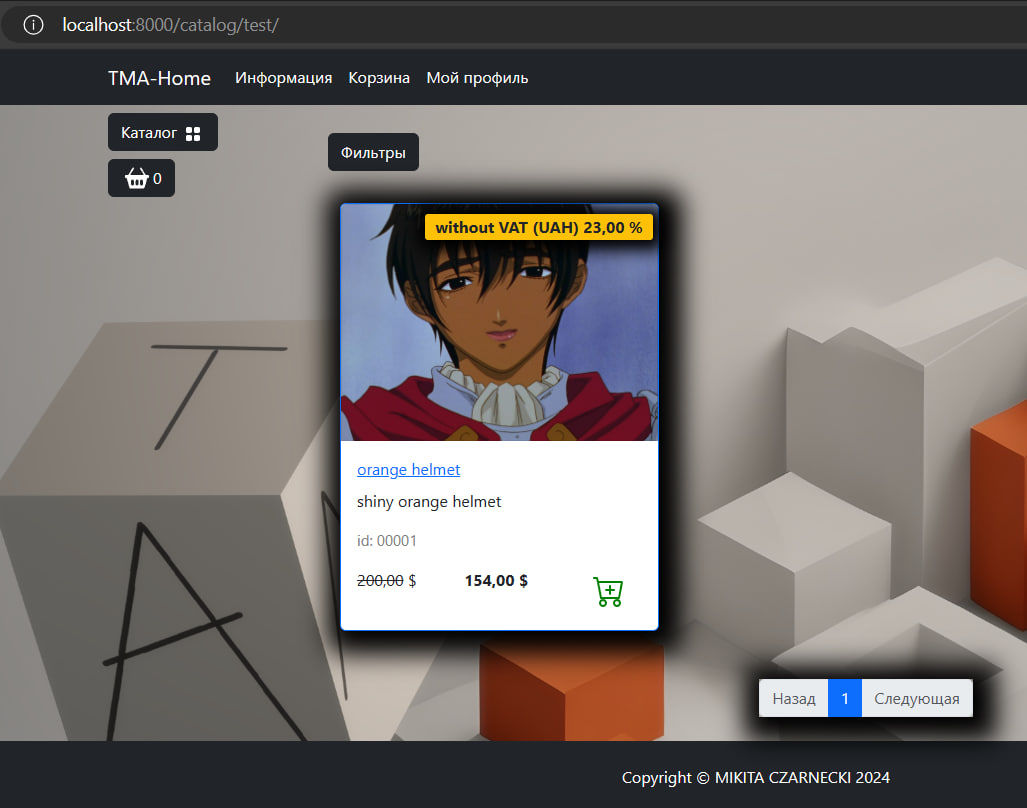 localhost:8000/catalog/test/
TMA-Home Информация Корзина Мой профиль
Каталог
Фильтры
0
without VAT (UAH) 23,00 %
T
A
orange helmet
shiny orange helmet
id: 00001
200,00 $ 154,00 $
Назад 1 Следующая
Copyright © MIKITA CZARNECKI 2024